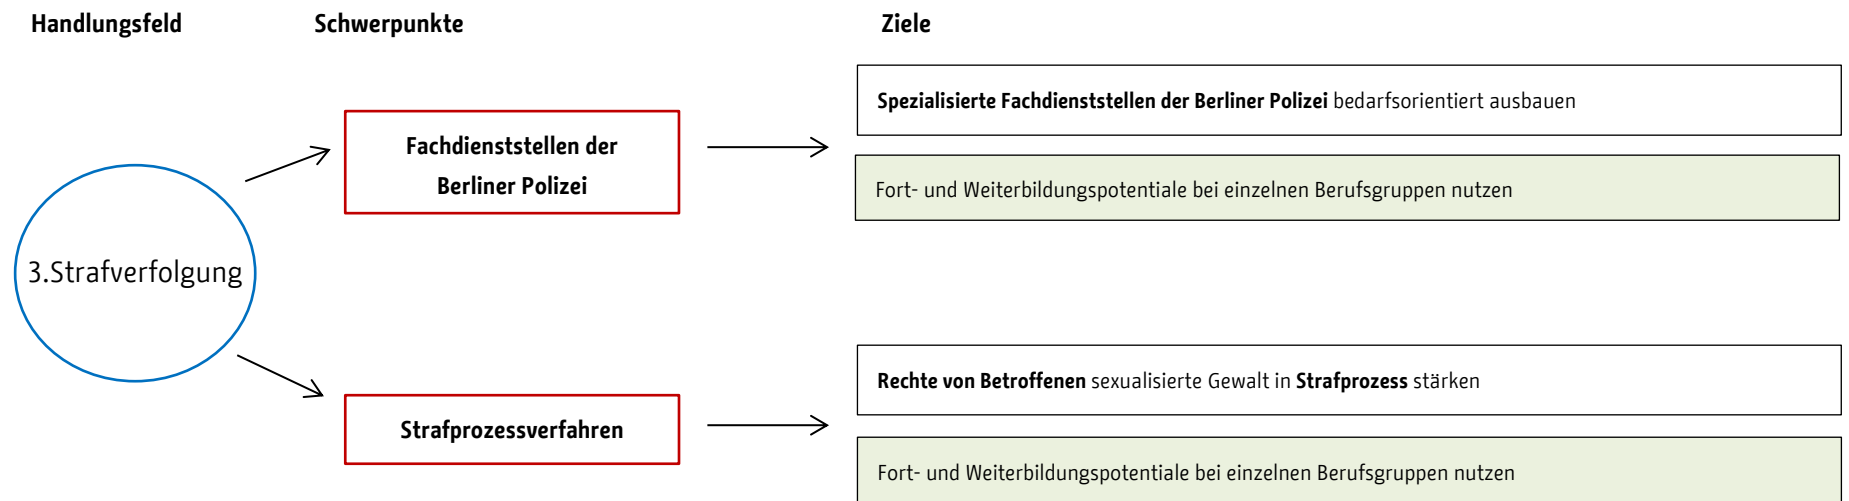 Handlungsfeld
Schwerpunkte
Ziele
3.Strafverfolgung
Fachdienststellen der
Berliner Polizei
Spezialisierte Fachdienststellen der Berliner Polizei bedarfsorientiert ausbauen
Fort- und Weiterbildungspotentiale bei einzelnen Berufsgruppen nutzen
Strafprozessverfahren
Rechte von Betroffenen sexualisierte Gewalt in Strafprozess stärken
Fort- und Weiterbildungspotentiale bei einzelnen Berufsgruppen nutzen